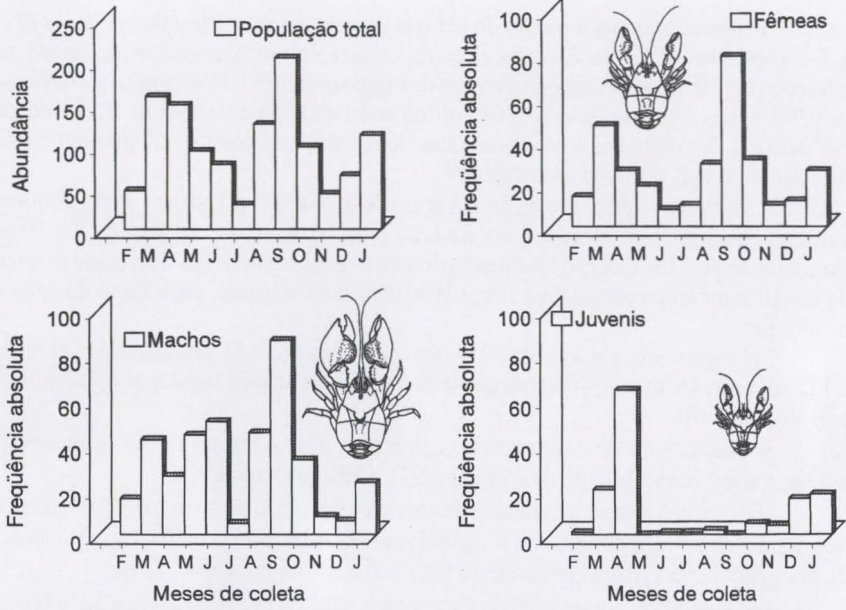 População total
Abundância
250
200
150
100
50
0
F M A M J J A S O N D J
Fêmeas
Freqüência absoluta
100
80
60
40
20
0
F M A M J J A S O N D J
Machos
Freqüência absoluta
100
80
60
40
20
0
F M A M J J A S O N D J
Meses de coleta
Juvenis
Freqüência absoluta
100
80
60
40
20
0
F M A M J J A S O N D J
Meses de coleta